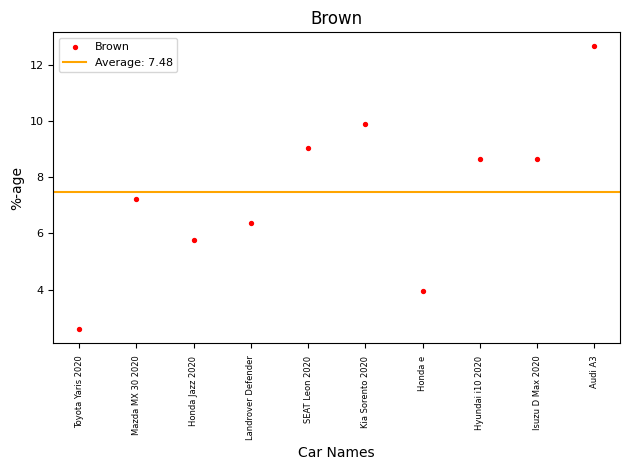 Brown
Brown
Average: 7.48
%-age
12
10
8
6
4
Toyota Yaris 2020
Mazda MX 30 2020
Honda Jazz 2020
Landrover Defender
SEAT Leon 2020
Kia Sorento 2020
Honda e
Hyundai i10 2020
Isuzu D Max 2020
Audi A3
Car Names